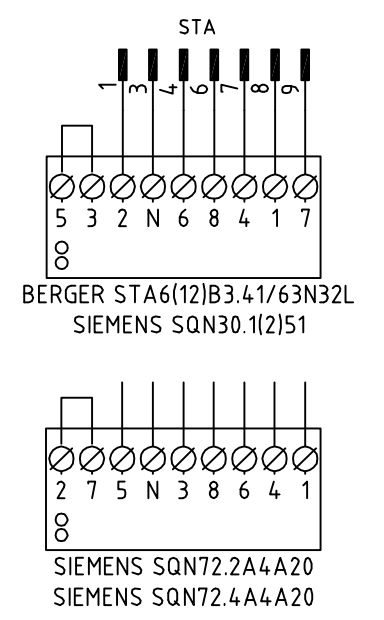 STA
1 3 4 6 7 8 9
5 3 2 N 6 8 4 1 7
BERGER STA6(12)B3.41/63N32L
SIEMENS SQN30.1(2)51
2 7 5 N 3 8 6 4 1
SIEMENS SQN72.2A4A20
SIEMENS SQN72.4A4A20